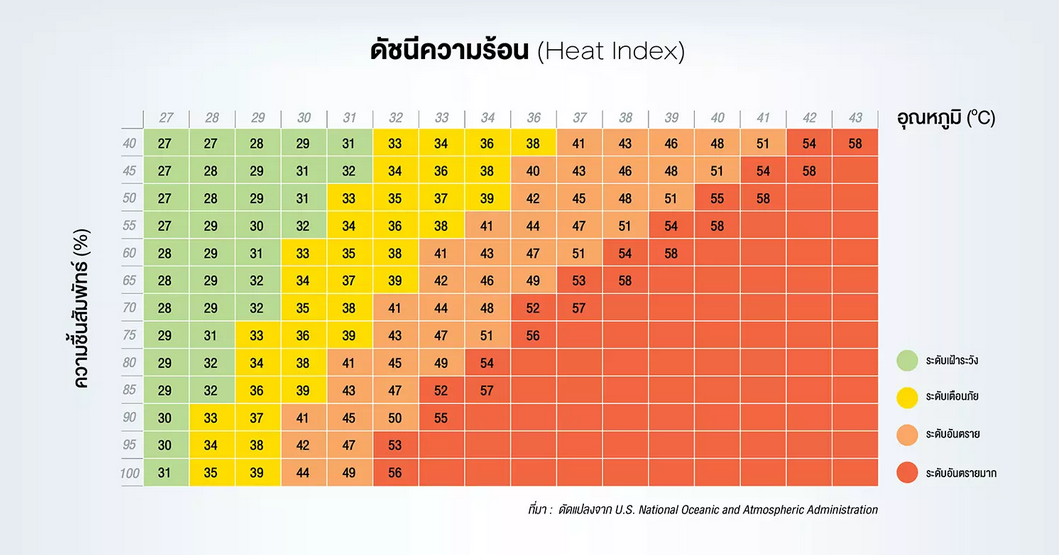 ดัชนีความร้อน (Heat Index)
27 28 29 30 31 32 33 34 36 37 38 39 40 41 42 43 อุณหภูมิ (°C)
40 27 27 28 29 31 33 34 36 38 41 43 46 48 51 54 58
45 27 28 29 31 32 34 36 38 40 43 46 48 51 54 58
50 27 28 29 31 33 35 37 39 42 45 48 51 55 58
55 27 29 30 32 34 36 38 41 44 47 51 54 58
60 28 29 31 33 35 38 41 43 47 51 54 58
65 28 29 32 34 37 39 42 46 49 53 58
70 28 29 32 35 38 41 44 48 52 57
75 29 31 33 36 39 43 47 51 56
80 29 32 34 38 41 45 49 54
85 29 32 36 39 43 47 52 57
90 30 33 37 41 45 50 55
95 30 34 38 42 47 53
100 31 35 39 44 49 56
ความชื้นสัมพัทธ์ (%)
ระดับเฝ้าระวัง
ระดับเตือนภัย
ระดับอันตราย
ระดับอันตรายมาก
ที่มา : ดัดแปลงจาก U.S. National Oceanic and Atmospheric Administration